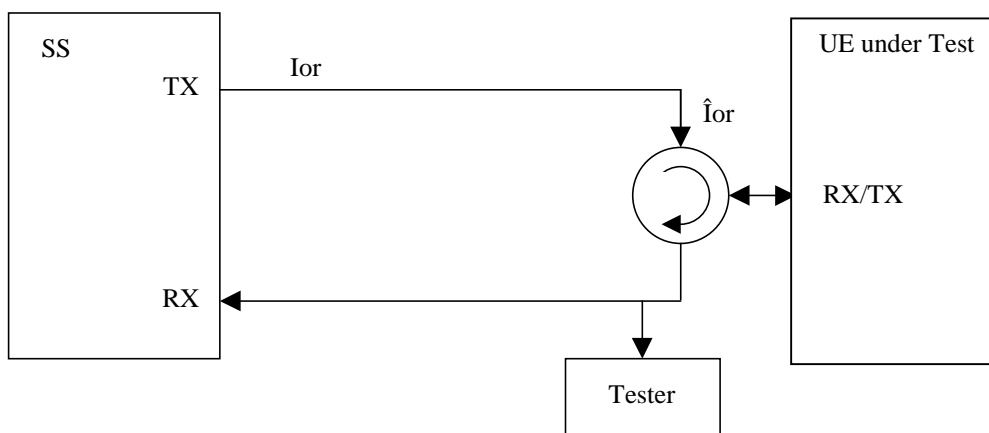 SS
UE under Test
TX
Ior
Îor
RX/TX
RX
Tester